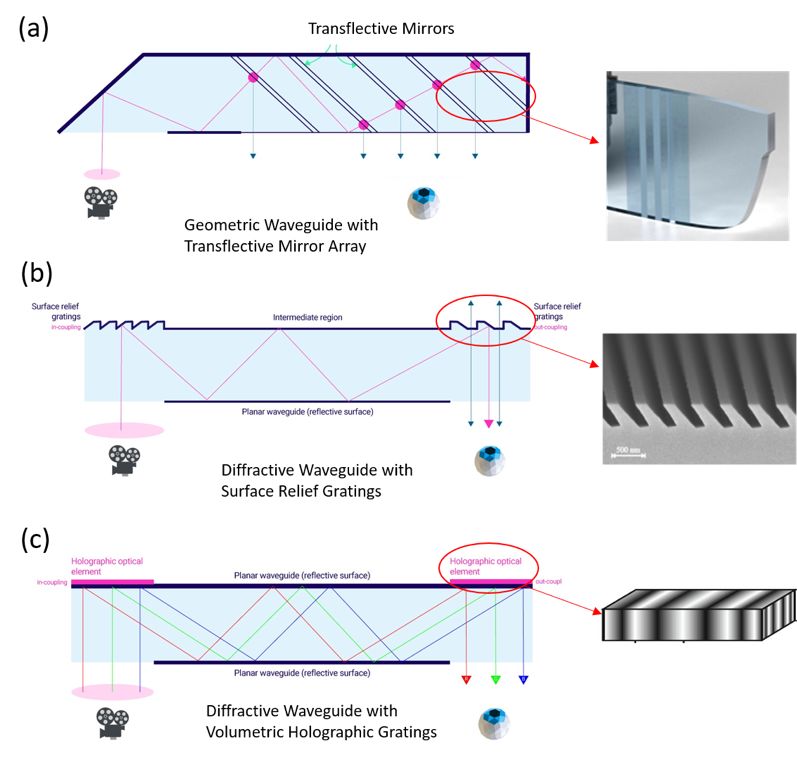 (a)
Transflective Mirrors
Geometric Waveguide with
Transflective Mirror Array
(b)
Surface relief
gratings
in-coupling
Intermediate region
Surface relief
gratings
out-coupling
Planar waveguide (reflective surface)
500 nm
Diffractive Waveguide with
Surface Relief Gratings
(c)
Holographic optical
element
in-coupling
Planar waveguide (reflective surface)
Holographic optical
element
out-coupl
Planar waveguide (reflective surface)
R
G
B
Diffractive Waveguide with
Volumetric Holographic Gratings